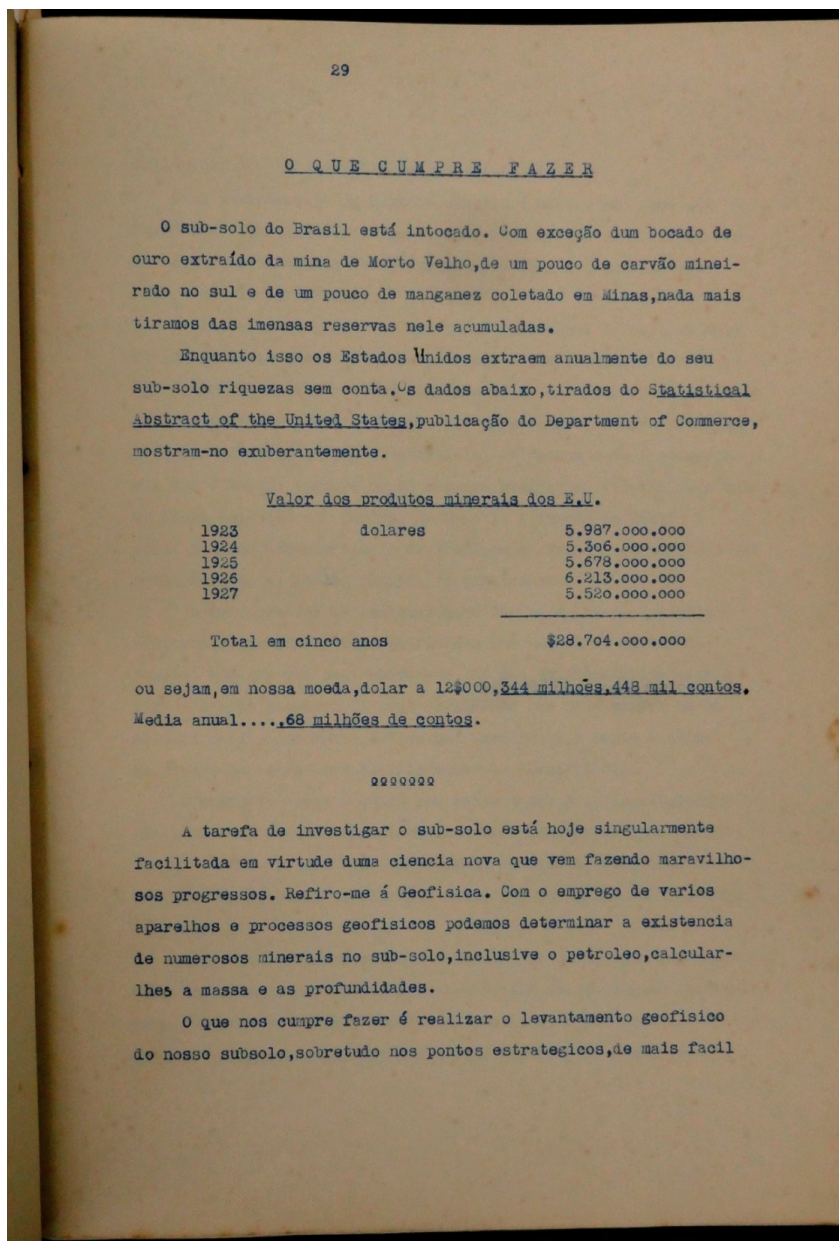 29
O QUE CUMPRE FAZER
O sub-solo do Brasil está intocado. Com exceção dum bocado de
ouro extraído da mina de Morto Velho,de um pouco de carvão minei-
rado no sul e de um pouco de manganez coletado em Minas,nada mais
tiramos das imensas reservas nele acumuladas.
Enquanto isso os Estados Unidos extraem anualmente do seu
sub-solo riquezas sem conta.Os dados abaixo,tirados do Statistical
Abstract of the United States,publicação do Department of Commerce,
mostram-no exuberantemente.
Valor dos produtos minerais dos E.U.
1923 dolares 5.987.000.000
1924 5.306.000.000
1925 5.678.000.000
1926 6.213.000.000
1927 5.520.000.000
Total em cinco anos $28.704.000.000
ou sejam,em nossa moeda,dolar a 12$000,344 milhões,448 mil contos.
Media anual....,68 milhões de contos.
ooooooo
A tarefa de investigar o sub-solo está hoje singularmente
facilitada em virtude duma ciencia nova que vem fazendo maravilho-
sos progressos. Refiro-me á Geofisica. Com o emprego de varios
aparelhos e processos geofisicos podemos determinar a existencia
de numerosos minerais no sub-solo,inclusive o petroleo,calcular-
lhes a massa e as profundidades.
O que nos cumpre fazer é realizar o levantamento geofisico
do nosso subsolo,sobretudo nos pontos estrategicos,de mais facil